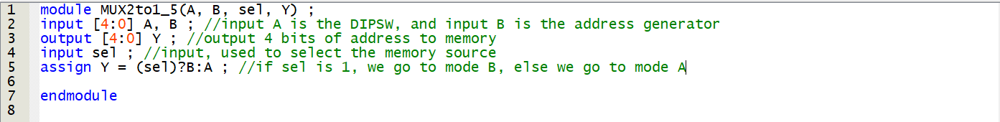 1 module MUX2to1_5(A, B, sel, Y) ;
2 input [4:0] A, B ; //input A is the DIPSW, and input B is the address generator
3 output [4:0] Y ; //output 4 bits of address to memory
4 input sel ; //input, used to select the memory source
5 assign Y = (sel)?B:A ; //if sel is 1, we go to mode B, else we go to mode A
6
7 endmodule
8